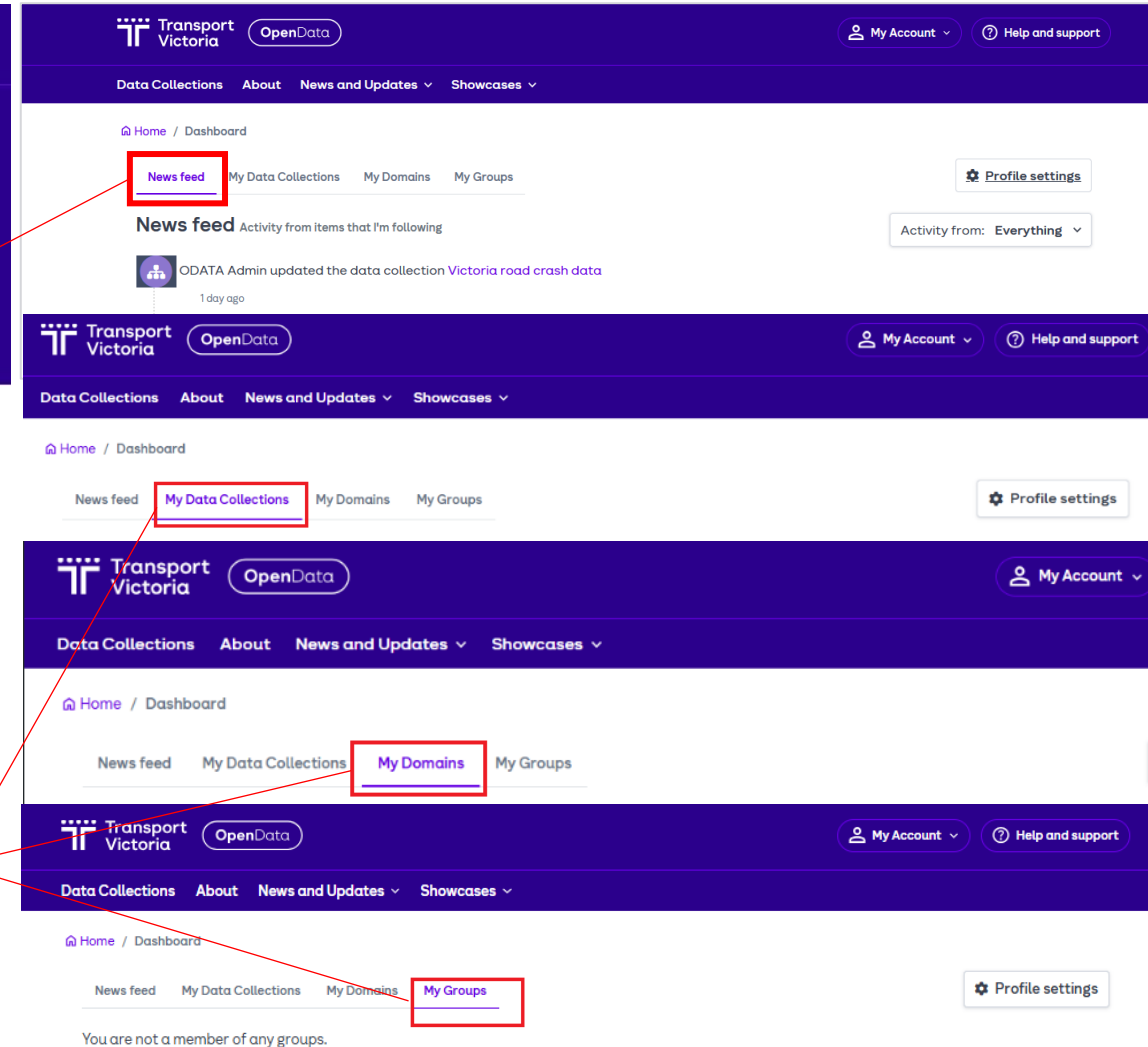 Transport
Victoria
OpenData
My Account
Help and support
Data Collections About News and Updates Showcases
Home / Dashboard
News feed My Data Collections My Domains My Groups
Profile settings
News feed Activity from items that I'm following
Activity from: Everything
ODATA Admin updated the data collection Victoria road crash data
1 day ago
Transport
Victoria
OpenData
My Account
Help and support
Data Collections About News and Updates Showcases
Home / Dashboard
News feed My Data Collections My Domains My Groups
Profile settings
Transport
Victoria
OpenData
My Account
Data Collections About News and Updates Showcases
Home / Dashboard
News feed My Data Collections My Domains My Groups
Transport
Victoria
OpenData
My Account
Help and support
Data Collections About News and Updates Showcases
Home / Dashboard
News feed My Data Collections My Domains My Groups
Profile settings
You are not a member of any groups.